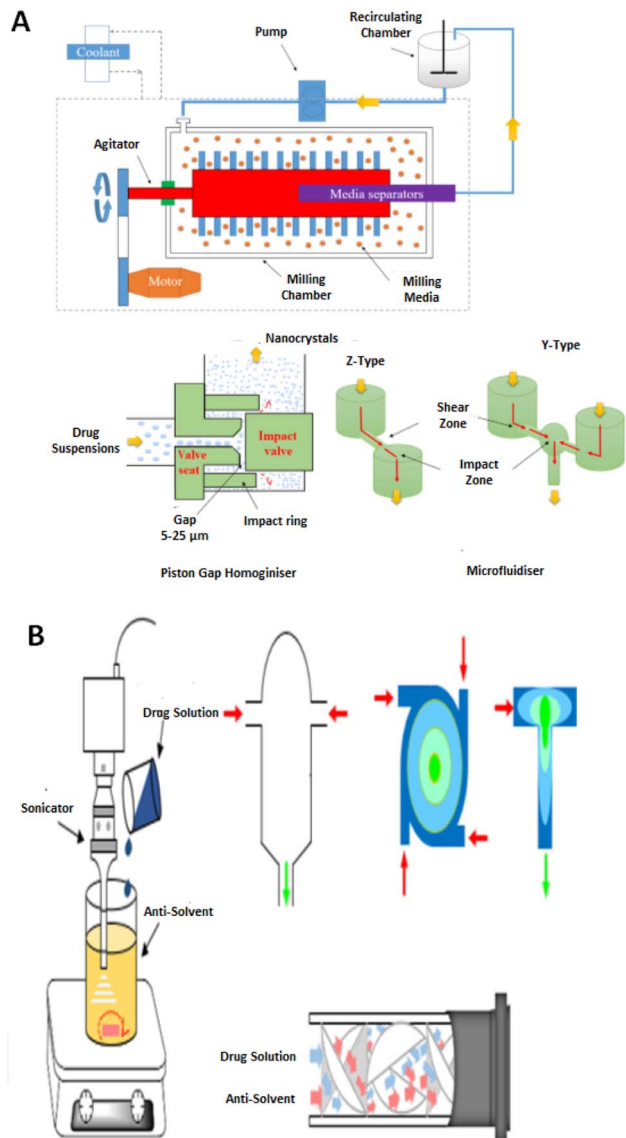 A
Coolant
Pump
Recirculating
Chamber
Agitator
Media separators
Motor
Milling
Chamber
Milling
Media
Nanocrystals
Drug
Suspensions
Valve
seat
Impact
valve
Gap
5-25 µm
Impact ring
Piston Gap Homoginiser
Z-Type
Y-Type
Shear
Zone
Impact
Zone
Microfluidiser
B
Drug Solution
Sonicator
Anti-Solvent
Drug Solution
Anti-Solvent